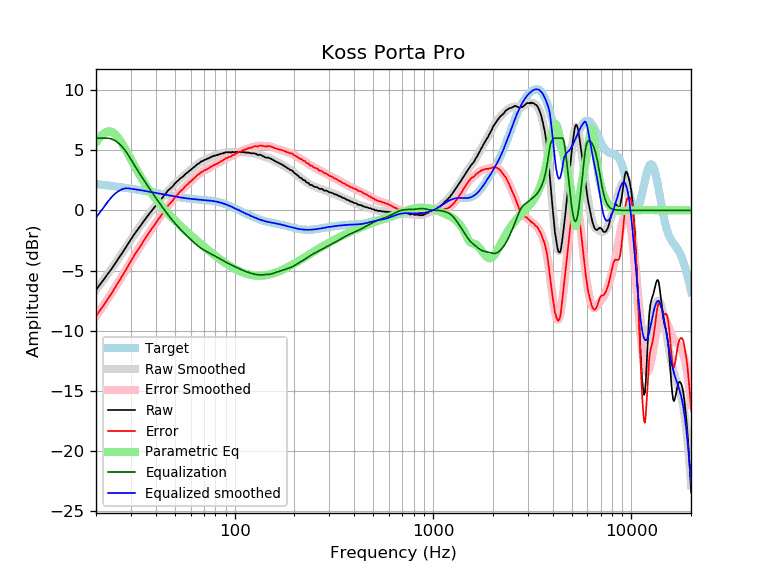 Koss Porta Pro
Amplitude (dBr)
10
5
0
−5
−10
−15
−20
−25
Target
Raw Smoothed
Error Smoothed
Raw
Error
Parametric Eq
Equalization
Equalized smoothed
100
1000
10000
Frequency (Hz)